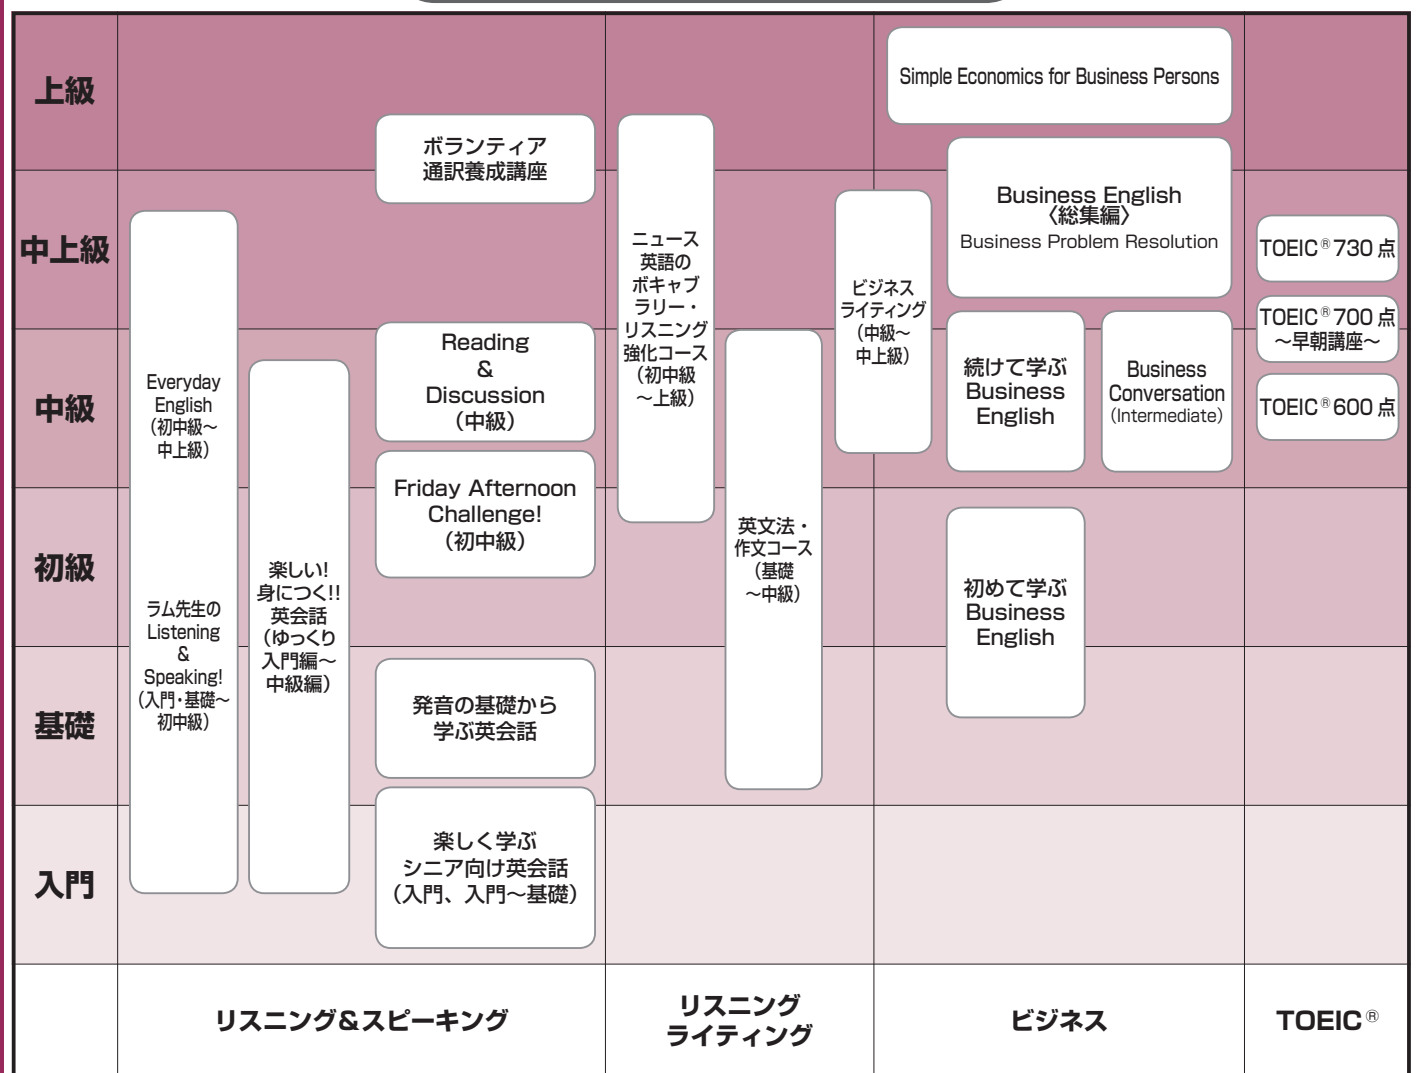 上級
中上級
中級
初級
基礎
入門
Everyday
English
（初中級〜
中上級）
ラム先生の
Listening
&
Speaking!
（入門・基礎〜
初中級）
楽しい!
身につく!!
英会話
（ゆっくり
入門編〜
中級編）
ボランティア
通訳養成講座
Reading
&
Discussion
（中級）
Friday Afternoon
Challenge!
（初中級）
発音の基礎から
学ぶ英会話
楽しく学ぶ
シニア向け英会話
（入門、入門〜基礎）
ニュース
英語の
ボキャブ
ラリー・
リスニング
強化コース
（初中級
〜上級）
英文法・
作文コース
（基礎
〜中級）
ビジネス
ライティング
（中級〜
中上級）
Simple Economics for Business Persons
Business English
〈総集編〉
Business Problem Resolution
続けて学ぶ
Business
English
Business
Conversation
（Intermediate）
初めて学ぶ
Business
English
TOEIC® 730 点
TOEIC® 700 点
〜早朝講座〜
TOEIC® 600 点
リスニング&スピーキング
リスニング
ライティング
ビジネス
TOEIC®